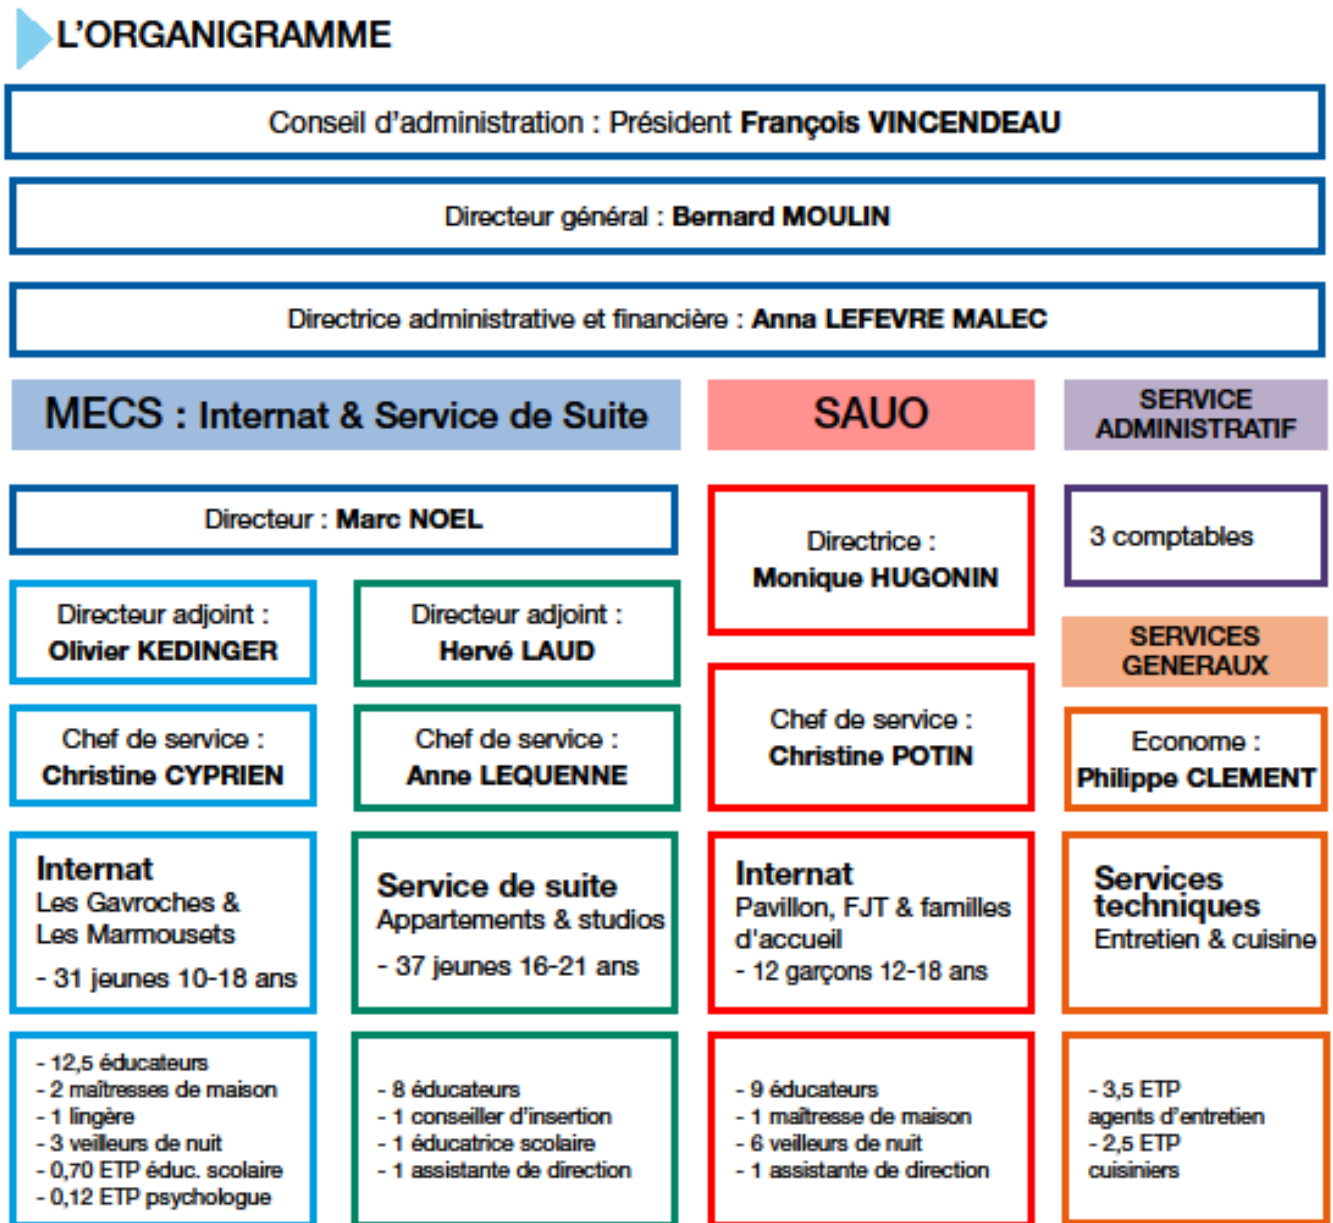 L'ORGANIGRAMME
Conseil d'administration : Président François VINCENDEAU
Directeur général : Bernard MOULIN
Directrice administrative et financière : Anna LEFEVRE MALEC
MECS : Internat & Service de Suite
Directeur : Marc NOEL
Directeur adjoint :
Olivier KEDINGER
Chef de service :
Christine CYPRIEN
Internat
Les Gavroches &
Les Marmousets
- 31 jeunes 10-18 ans
- 12,5 éducateurs
- 2 maîtresses de maison
- 1 lingère
- 3 veilleurs de nuit
- 0,70 ETP éduc. scolaire
- 0,12 ETP psychologue
Directeur adjoint :
Hervé LAUD
Chef de service :
Anne LEQUENNE
Service de suite
Appartements & studios
- 37 jeunes 16-21 ans
- 8 éducateurs
- 1 conseiller d'insertion
- 1 éducatrice scolaire
- 1 assistante de direction
SAUO
Directrice :
Monique HUGONIN
Chef de service :
Christine POTIN
Internat
Pavillon, FJT & familles
d'accueil
- 12 garçons 12-18 ans
- 9 éducateurs
- 1 maîtresse de maison
- 6 veilleurs de nuit
- 1 assistante de direction
SERVICE
ADMINISTRATIF
3 comptables
SERVICES
GENERAUX
Econome :
Philippe CLEMENT
Services
techniques
Entretien & cuisine
- 3,5 ETP
agents d'entretien
- 2,5 ETP
cuisiniers